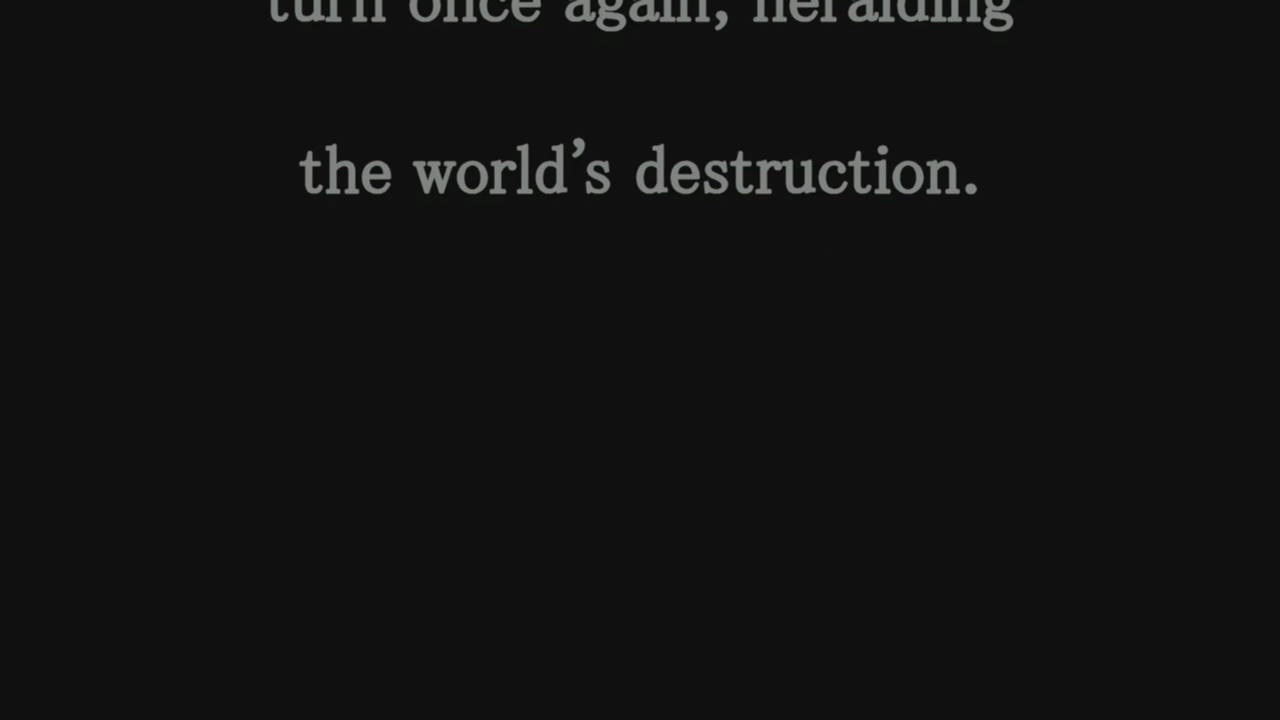 turn once again, heralding
the world’s destruction.